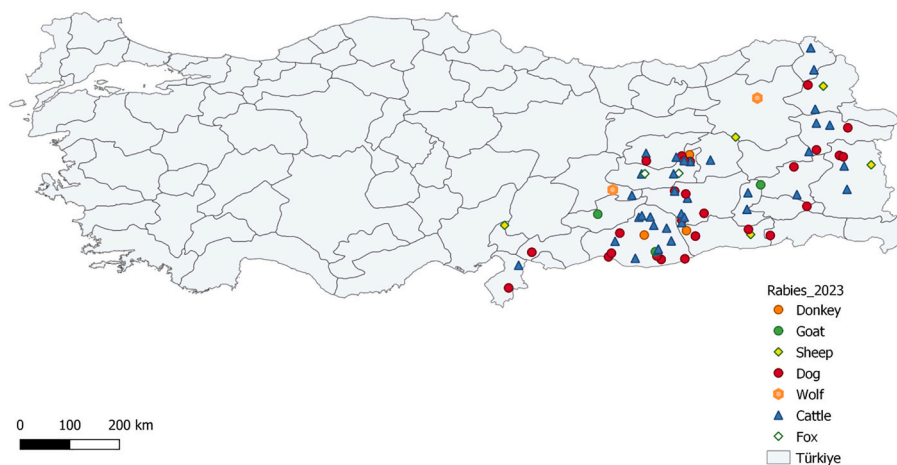 Rabies_2023
Donkey
Goat
Sheep
Dog
Wolf
Cattle
Fox
Türkiye
0 100 200 km